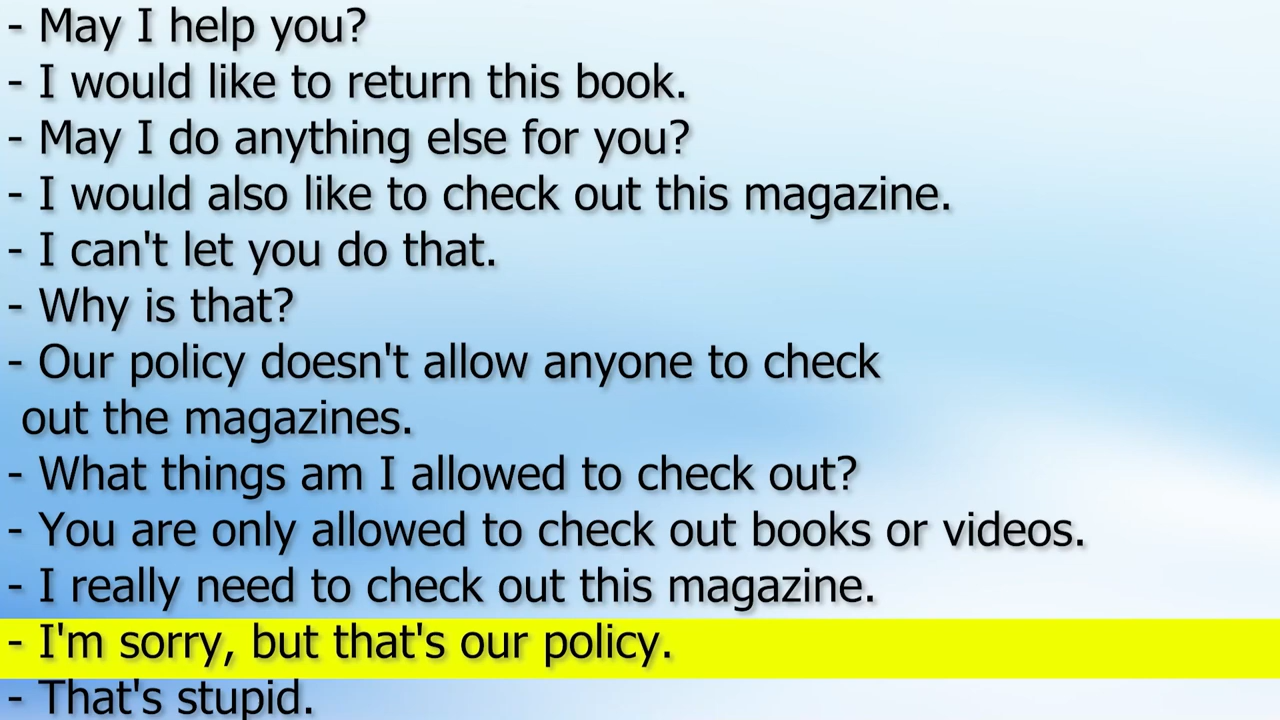 - May I help you?
- I would like to return this book.
- May I do anything else for you?
- I would also like to check out this magazine.
- I can't let you do that.
- Why is that?
- Our policy doesn't allow anyone to check
out the magazines.
- What things am I allowed to check out?
- You are only allowed to check out books or videos.
- I really need to check out this magazine.
- I'm sorry, but that's our policy.
- That's stupid.